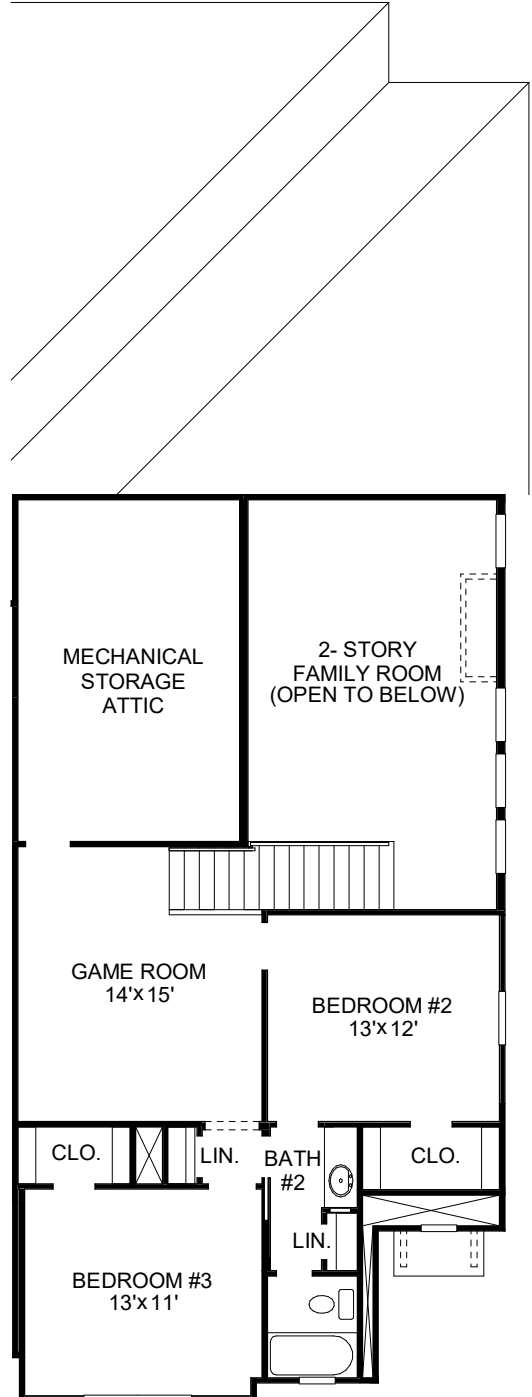 MECHANICAL
STORAGE
ATTIC
2- STORY
FAMILY ROOM
(OPEN TO BELOW)
GAME ROOM
14'x 15'
BEDROOM #2
13'x 12'
CLO.
LIN.
BATH
#2
CLO.
LIN.
BEDROOM #3
13'x 11'